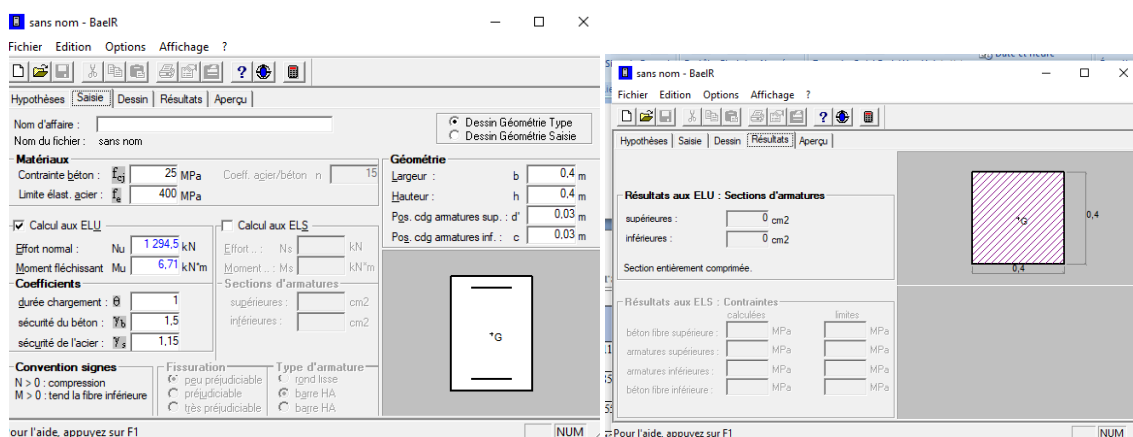 sans nom - BaelR
Fichier Edition Options Affichage ?
Hypothèses Saisie Dessin Résultats Aperçu
Nom d'affaire :
Nom du fichier : sans nom
Dessin Géométrie Type
Dessin Géométrie Saisie
Matériaux
Contrainte béton : fcj 25 MPa Coeff. acier/béton n 15
Limite élast. acier : fe 400 MPa
Géométrie
Largeur : b 0,4 m
Hauteur : h 0,4 m
Pos. cdg armatures sup. : d' 0,03 m
Pos. cdg armatures inf. : c 0,03 m
Calcul aux ELU
Effort normal : Nu 1 294,5 kN
Moment fléchissant Mu 6,71 kN*m
Calcul aux ELS
Effort .. : Ns kN
Moment .. : Ms kN*m
Coefficients
durée chargement : θ 1
sécurité du béton : γb 1,5
sécurité de l'acier : γs 1,15
Sections d'armatures
supérieures : cm2
inférieures : cm2
Convention signes
N > 0 : compression
M > 0 : tend la fibre inférieure
Fissuration
peu préjudiciable
préjudiciable
très préjudiciable
Type d'armature
rond lisse
barre HA
barre HA
G
our l'aide, appuyez sur F1 NUM
sans nom - BaelR
Fichier Edition Options Affichage ?
Hypothèses Saisie Dessin Résultats Aperçu
Résultats aux ELU : Sections d'armatures
supérieures : 0 cm2
inférieures : 0 cm2
Section entièrement comprimée.
Résultats aux ELS : Contraintes
calculées limites
béton fibre supérieure : MPa MPa
armatures supérieures : MPa MPa
armatures inférieures : MPa MPa
béton fibre inférieure : MPa MPa
G
0,4
0,4
Pour l'aide, appuyez sur F1 NUM